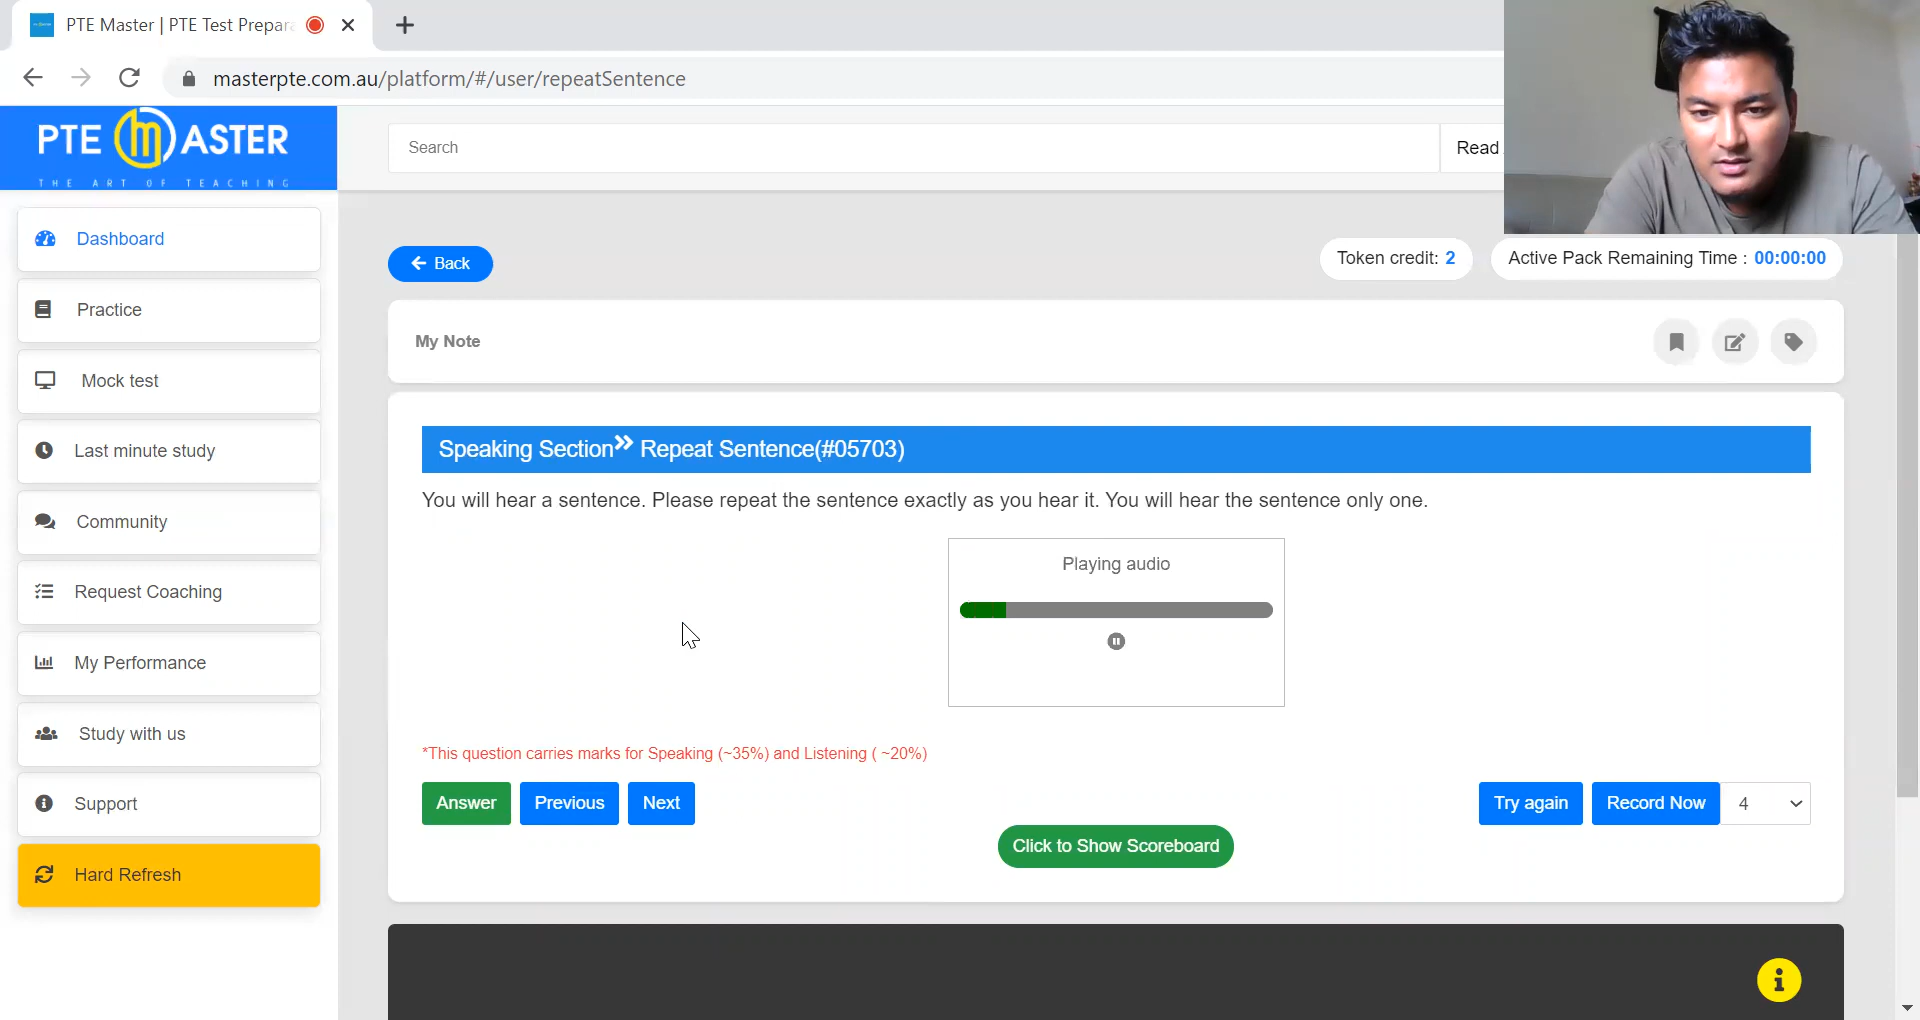 PTE Master | PTE Test Prepara
masterpte.com.au/platform/#/user/repeatSentence
PTE MASTER
THE ART OF TEACHING
Search
Read
Dashboard
Practice
Mock test
Last minute study
Community
Request Coaching
My Performance
Study with us
Support
Hard Refresh
Back
Token credit: 2
Active Pack Remaining Time : 00:00:00
My Note
Speaking Section» Repeat Sentence(#05703)
You will hear a sentence. Please repeat the sentence exactly as you hear it. You will hear the sentence only one.
Playing audio
*This question carries marks for Speaking (~35%) and Listening ( ~20%)
Answer Previous Next Try again Record Now 4
Click to Show Scoreboard